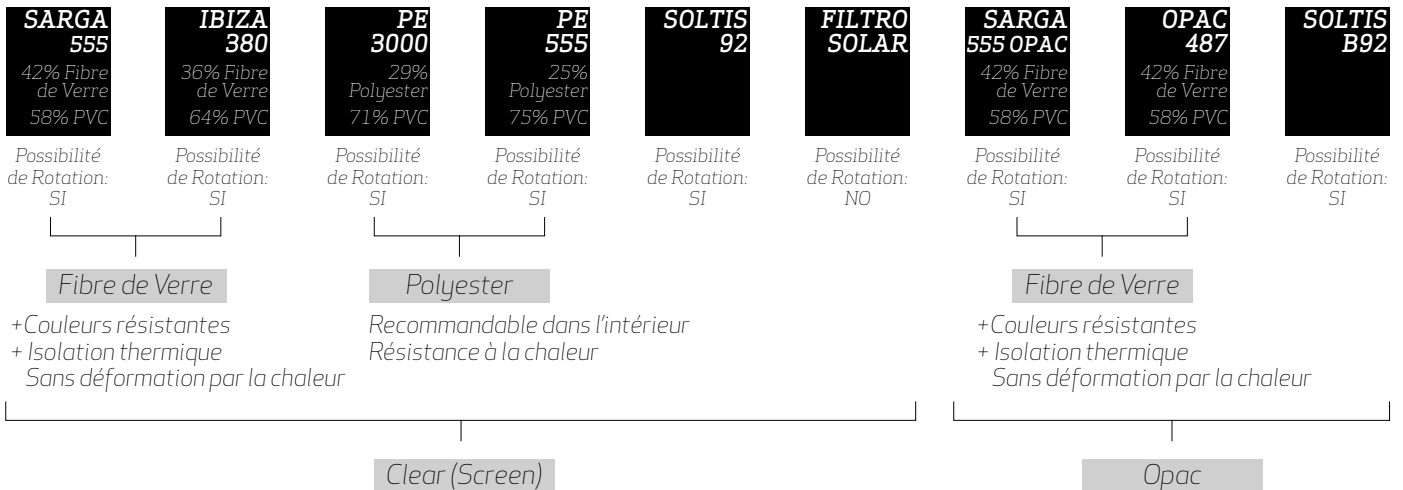 SARGA
555
42% Fibre
de Verre
58% PVC
Possibilité
de Rotation:
SI
IBIZA
380
36% Fibre
de Verre
64% PVC
Possibilité
de Rotation:
SI
PE
3000
29%
Polyester
71% PVC
Possibilité
de Rotation:
SI
PE
555
25%
Polyester
75% PVC
Possibilité
de Rotation:
SI
SOLTIS
92
Possibilité
de Rotation:
SI
FILTRO
SOLAR
Possibilité
de Rotation:
NO
SARGA
555 OPAC
42% Fibre
de Verre
58% PVC
Possibilité
de Rotation:
SI
OPAC
487
42% Fibre
de Verre
58% PVC
Possibilité
de Rotation:
SI
SOLTIS
B92
Possibilité
de Rotation:
SI
Fibre de Verre
+Couleurs résistantes
+ Isolation thermique
Sans déformation par la chaleur
Polyester
Recommandable dans l'intérieur
Résistance à la chaleur
Fibre de Verre
+Couleurs résistantes
+ Isolation thermique
Sans déformation par la chaleur
Clear (Screen)
Opac